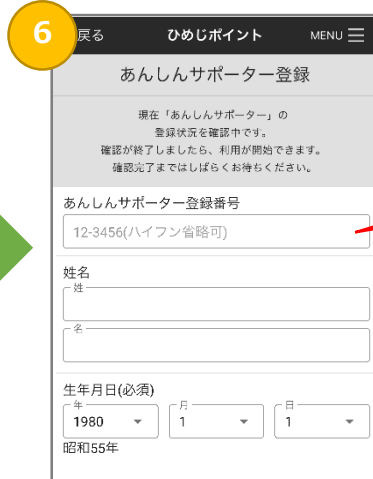 6
戻る ひめじポイント MENU
あんしんサポーター登録
現在「あんしんサポーター」の
登録状況を確認中です。
確認が終了しましたら、利用が開始できます。
確認完了まではしばらくお待ちください。
あんしんサポーター登録番号
12-3456(ハイフン省略可)
姓名
姓
名
生年月日(必須)
年 月 日
1980 1 1
昭和55年